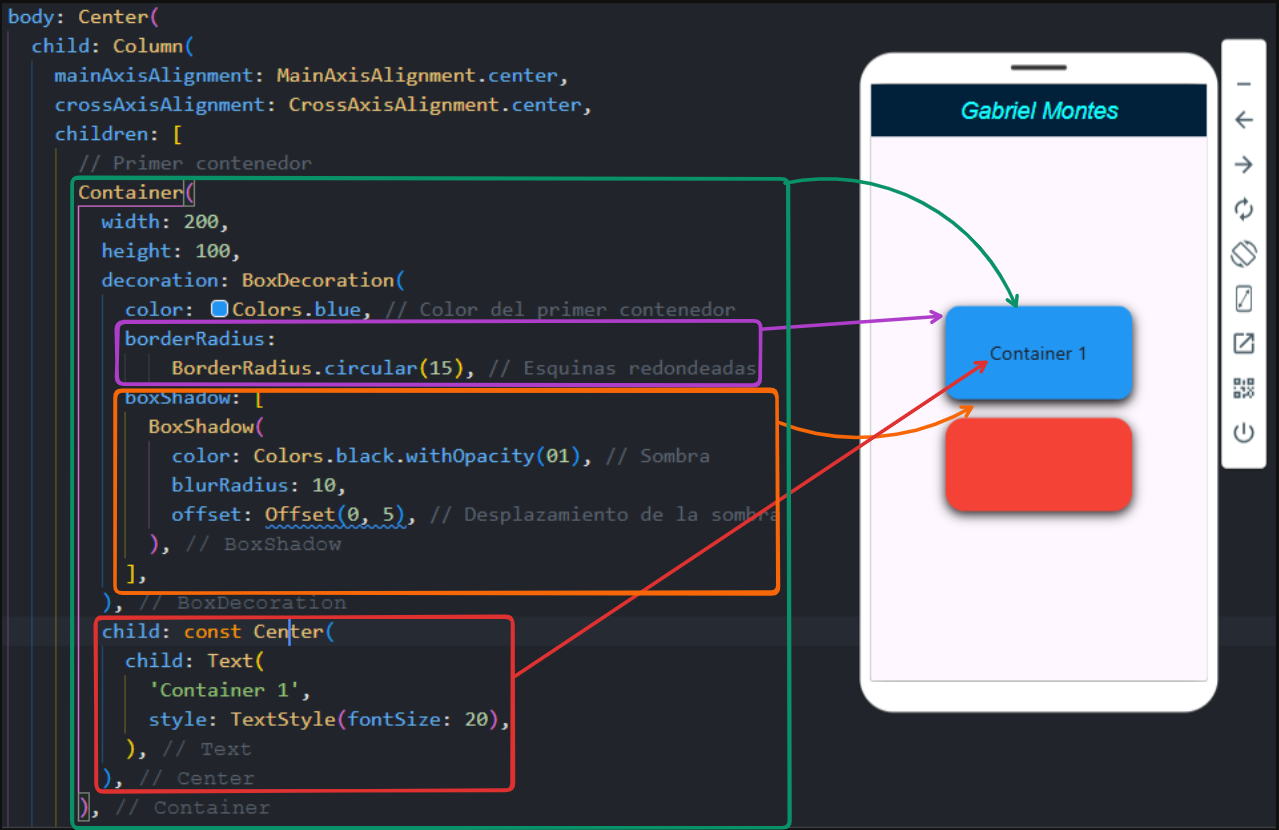 body: Center(
child: Column(
mainAxisAlignment: MainAxisAlignment.center,
crossAxisAlignment: CrossAxisAlignment.center,
children: [
// Primer contenedor
Container(
width: 200,
height: 100,
decoration: BoxDecoration(
color: Colors.blue, // Color del primer contenedor
borderRadius:
BorderRadius.circular(15), // Esquinas redondeadas
boxShadow: [
BoxShadow(
color: Colors.black.withOpacity(01), // Sombra
blurRadius: 10,
offset: Offset(0, 5), // Desplazamiento de la sombra
), // BoxShadow
],
), // BoxDecoration
child: const Center(
child: Text(
'Container 1',
style: TextStyle(fontSize: 20),
), // Text
), // Center
), // Container
Gabriel Montes
Container 1